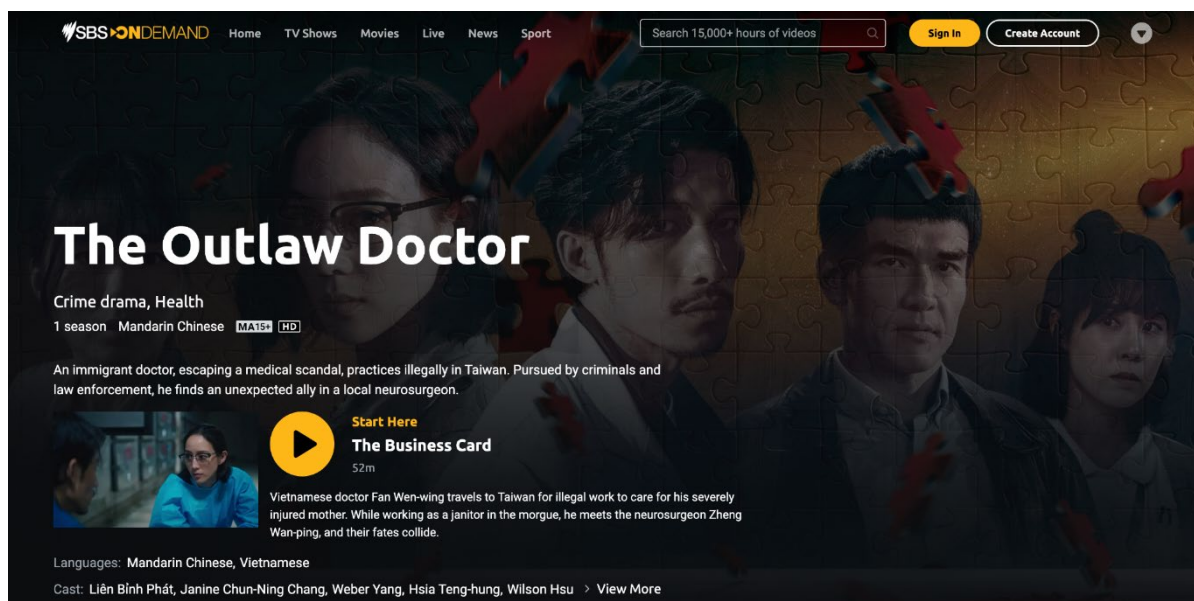 SBS ONDEMAND Home TV Shows Movies Live News Sport Search 15,000+ hours of videos Sign In Create Account
The Outlaw Doctor
Crime drama, Health
1 season Mandarin Chinese MA15+ HD
An immigrant doctor, escaping a medical scandal, practices illegally in Taiwan. Pursued by criminals and
law enforcement, he finds an unexpected ally in a local neurosurgeon.
Start Here
The Business Card
52m
Vietnamese doctor Fan Wen-wing travels to Taiwan for illegal work to care for his severely
injured mother. While working as a janitor in the morgue, he meets the neurosurgeon Zheng
Wan-ping, and their fates collide.
Languages: Mandarin Chinese, Vietnamese
Cast: Liên Bỉnh Phát, Janine Chun-Ning Chang, Weber Yang, Hsia Teng-hung, Wilson Hsu > View More